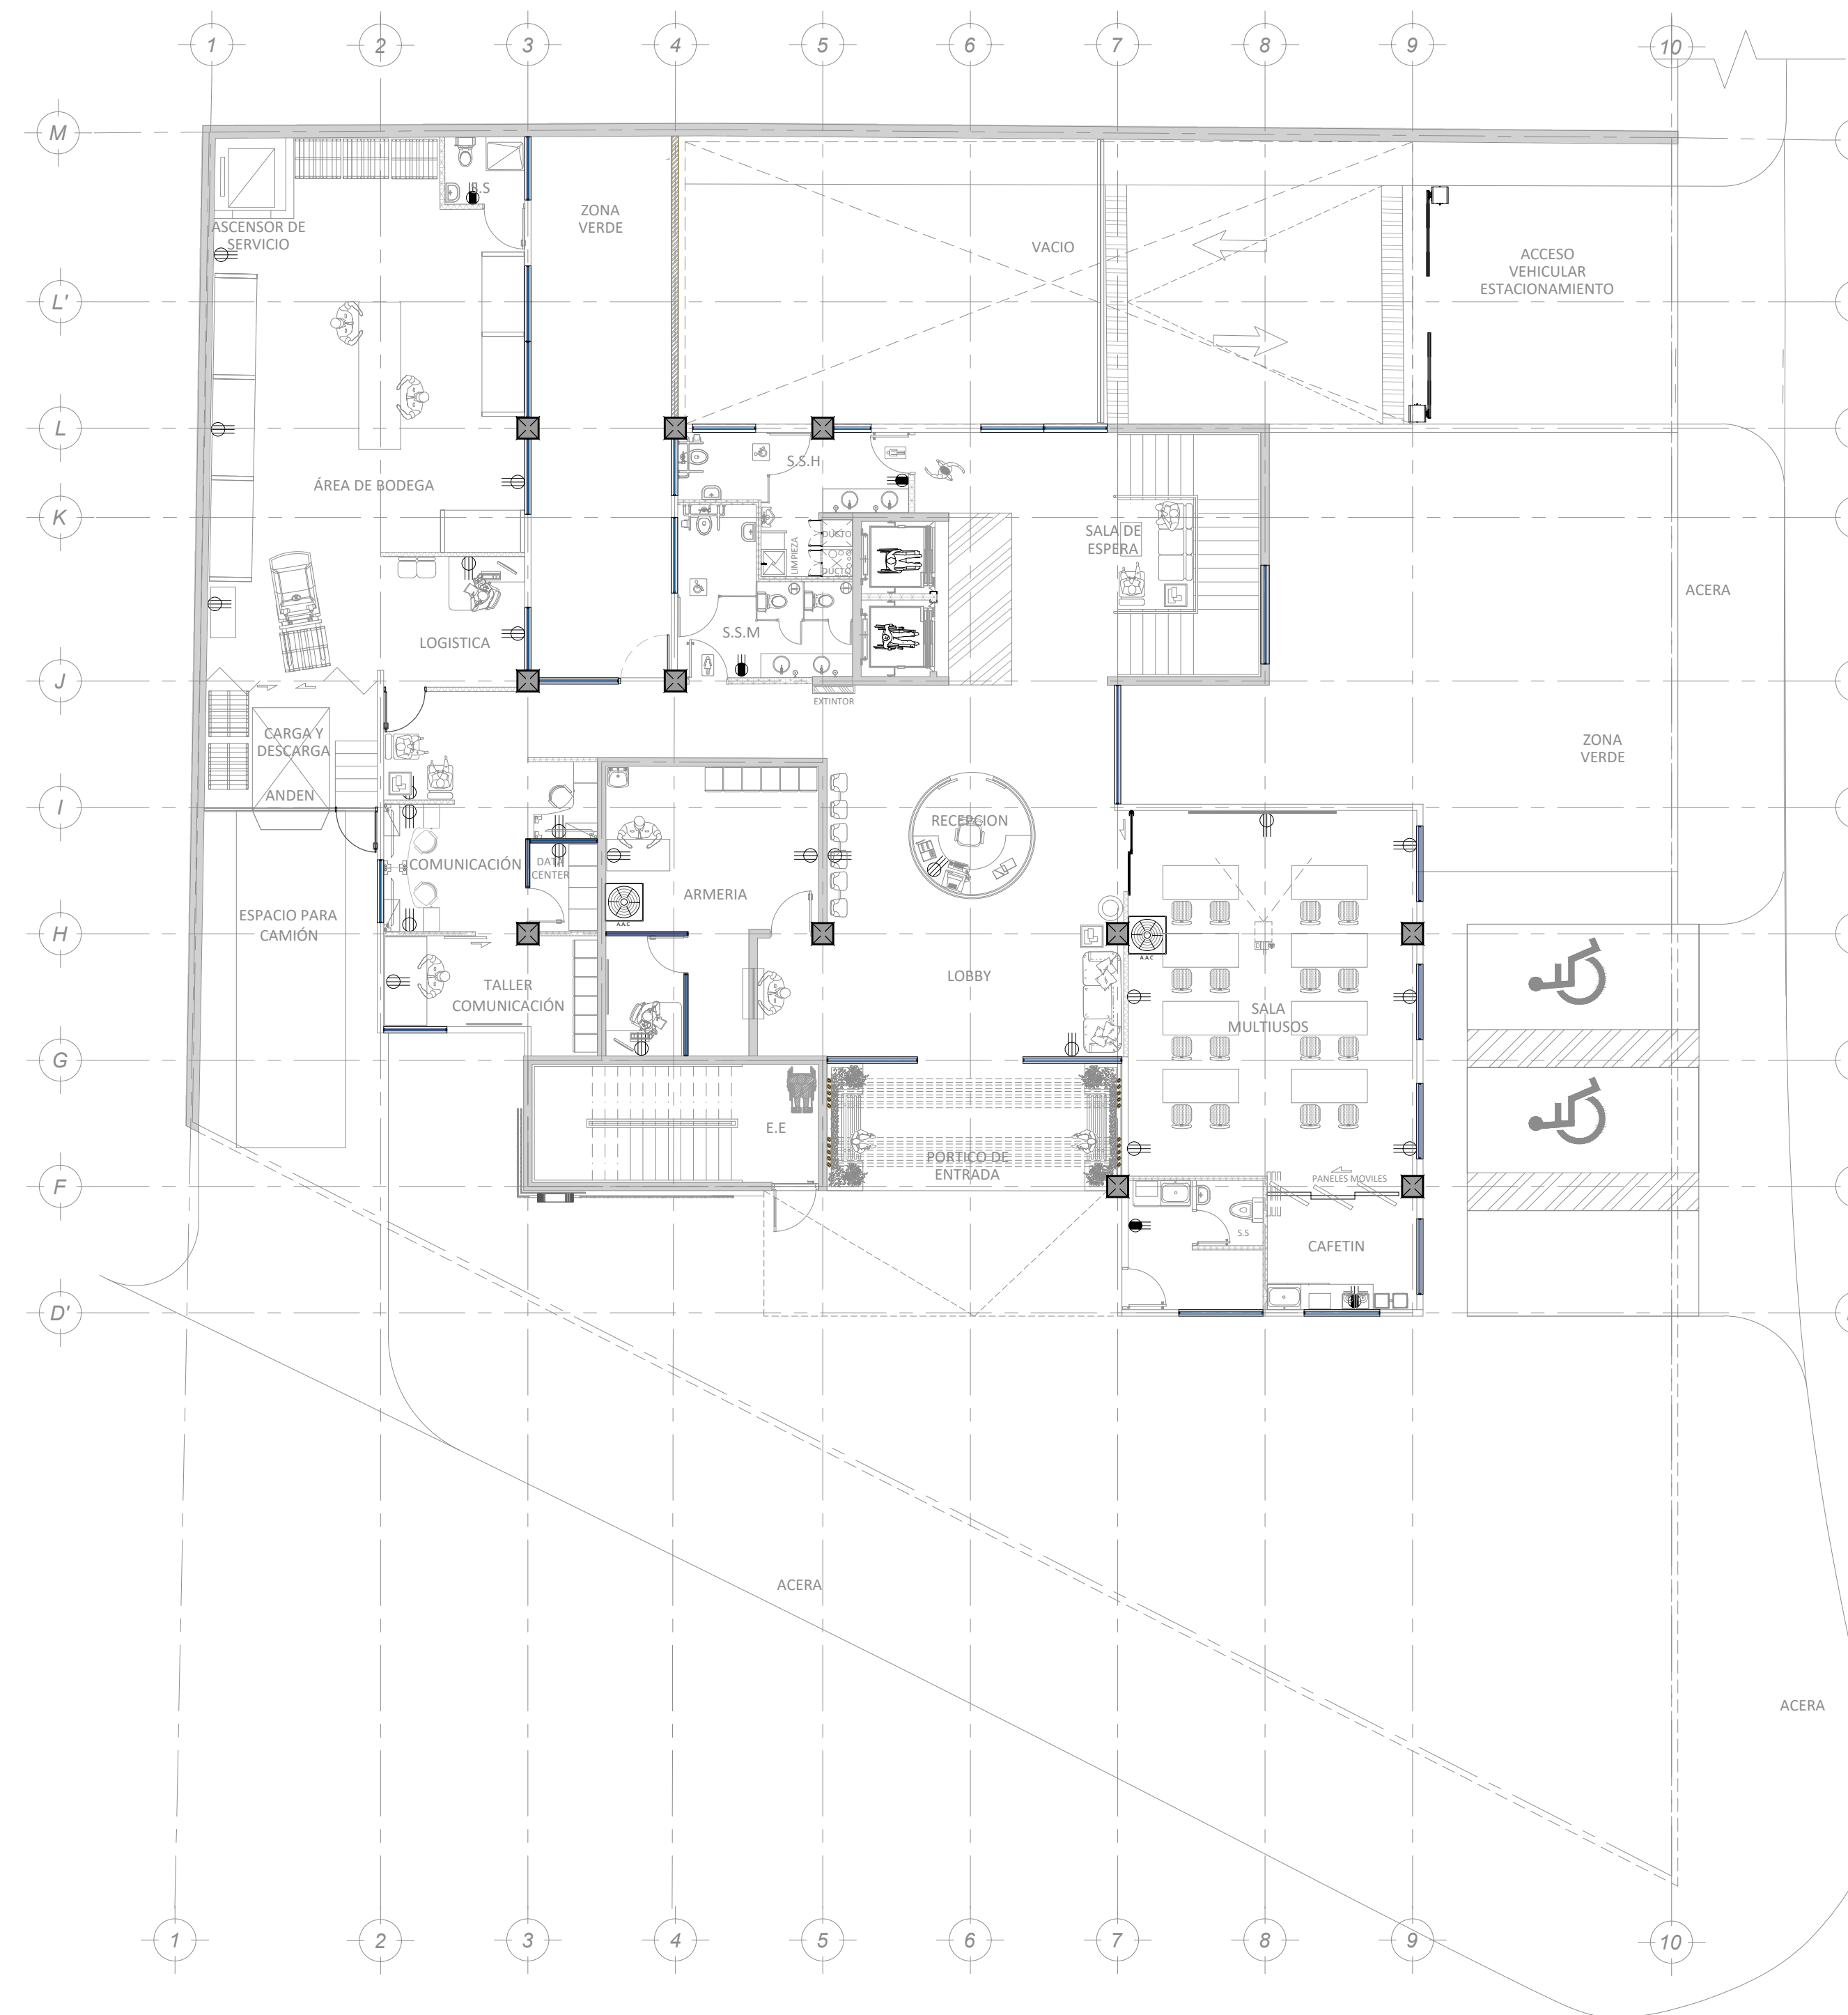 1
2
3
4
5
6
7
8
9
10
M
S.S
ZONA
VERDE
ASCENSOR DE
SERVICIO
VACIO
ACCESO
VEHICULAR
ESTACIONAMIENTO
L'
L
S.S.H
ÁREA DE BODEGA
K
DUCTO
LIMPIEZA
DUCTO
SALA DE
ESPERA
ACERA
LOGISTICA
S.S.M
J
EXTINTOR
CARGA Y
DESCARGA
ZONA
VERDE
ANDEN
I
RECEPCION
COMUNICACIÓN
DATA
CENTER
ARMERIA
ESPACIO PARA
CAMIÓN
A.A.C
H
A.A.C
LOBBY
TALLER
COMUNICACIÓN
SALA
MULTIUSOS
G
E.E
PORTICO DE
ENTRADA
F
PANELES MOVILES
S.S
CAFETIN
D'
ACERA
ACERA
1
2
3
4
5
6
7
8
9
10